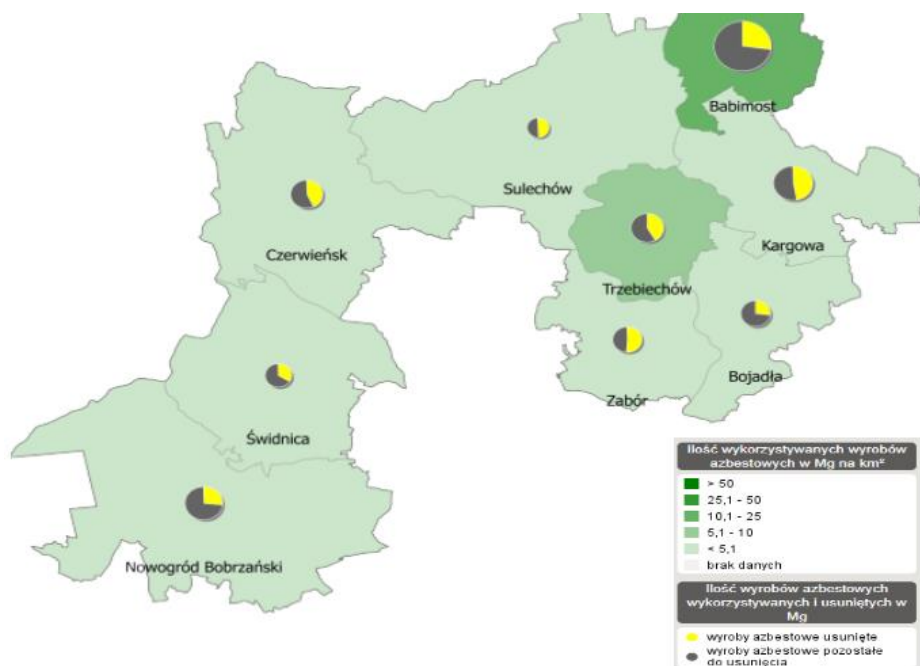 Babimost
Sulechów
Kargowa
Czerwieńsk
Trzebiechów
Bojadła
Zabór
Świdnica
Nowogród Bobrzański
Ilość wykorzystywanych wyrobów
azbestowych w Mg na km²
> 50
25,1 - 50
10,1 - 25
5,1 - 10
< 5,1
brak danych
Ilość wyrobów azbestowych
wykorzystywanych i usuniętych w
Mg
wyroby azbestowe usunięte
wyroby azbestowe pozostałe
do usunięcia